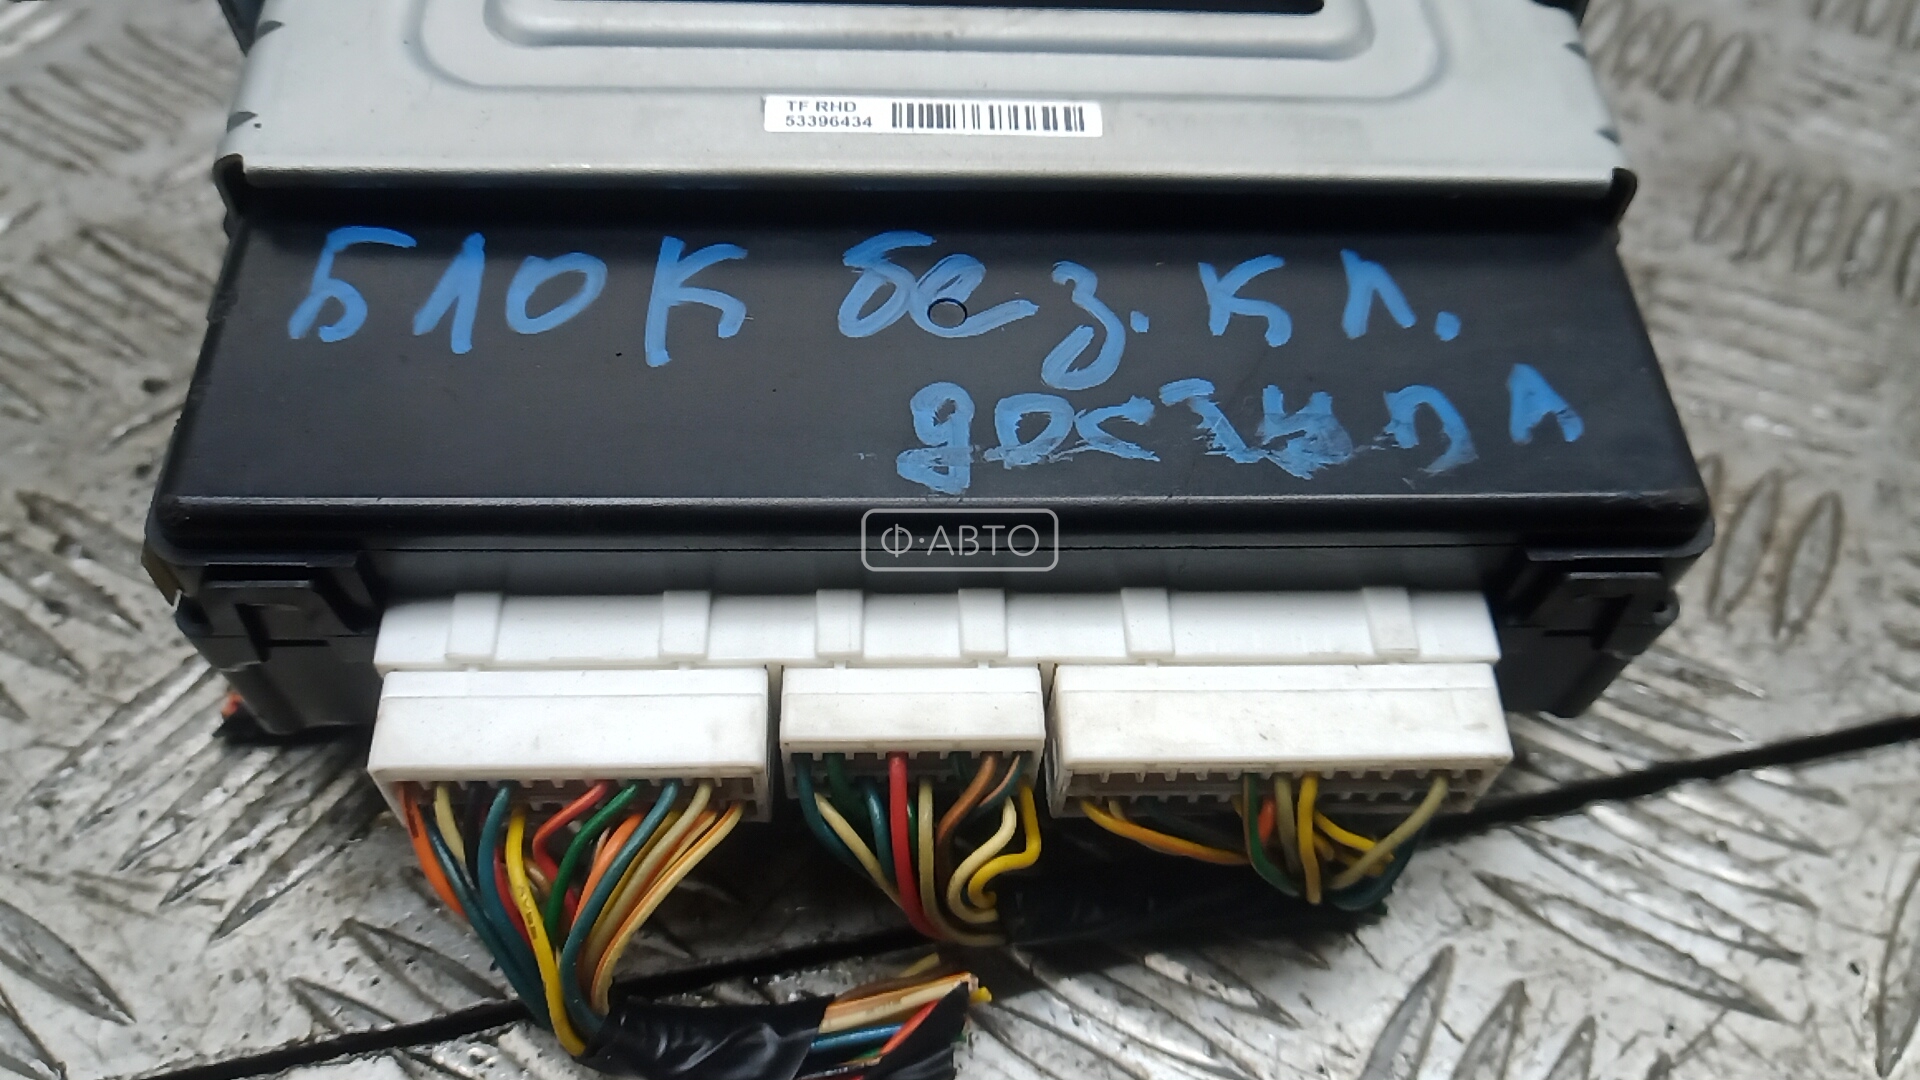 TF RHD
53396434
БЛОК без. кл.
доступа
Ф·АВТО